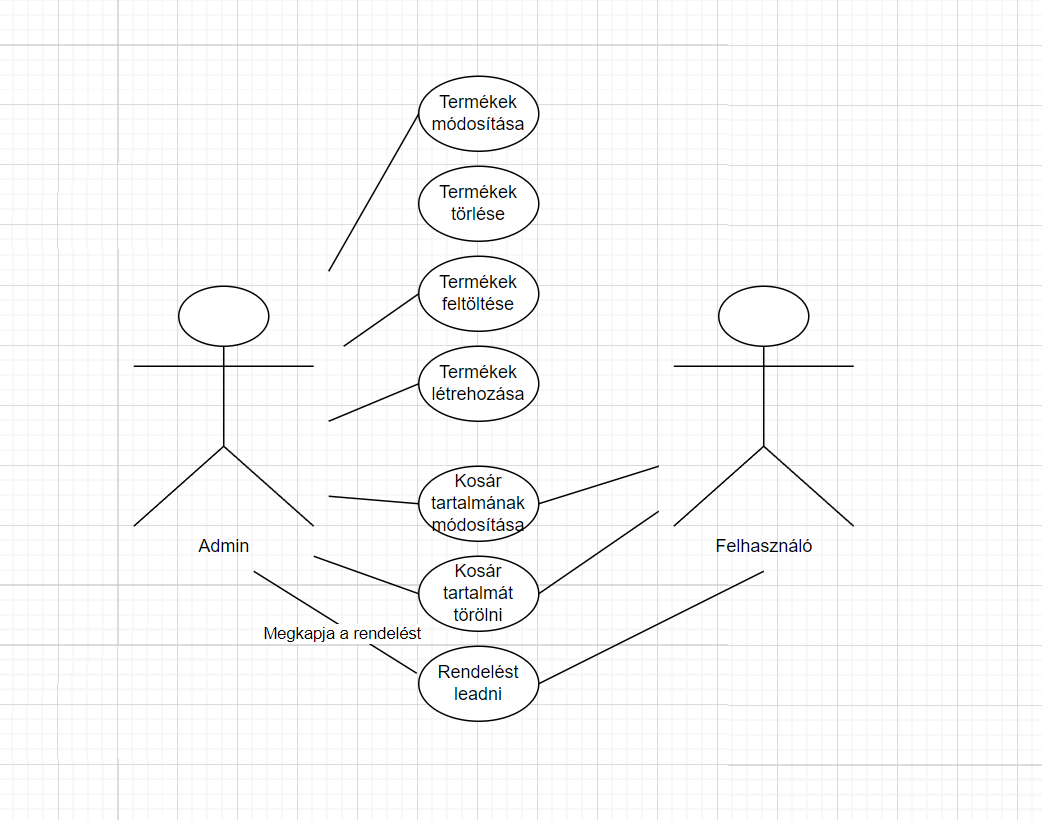 Termékek
módosítása
Termékek
törlése
Termékek
feltöltése
Termékek
létrehozása
Kosár
tartalmának
módosítása
Admin
Felhasználó
Kosár
tartalmát
törölni
Megkapja a rendelést
Rendelést
leadni